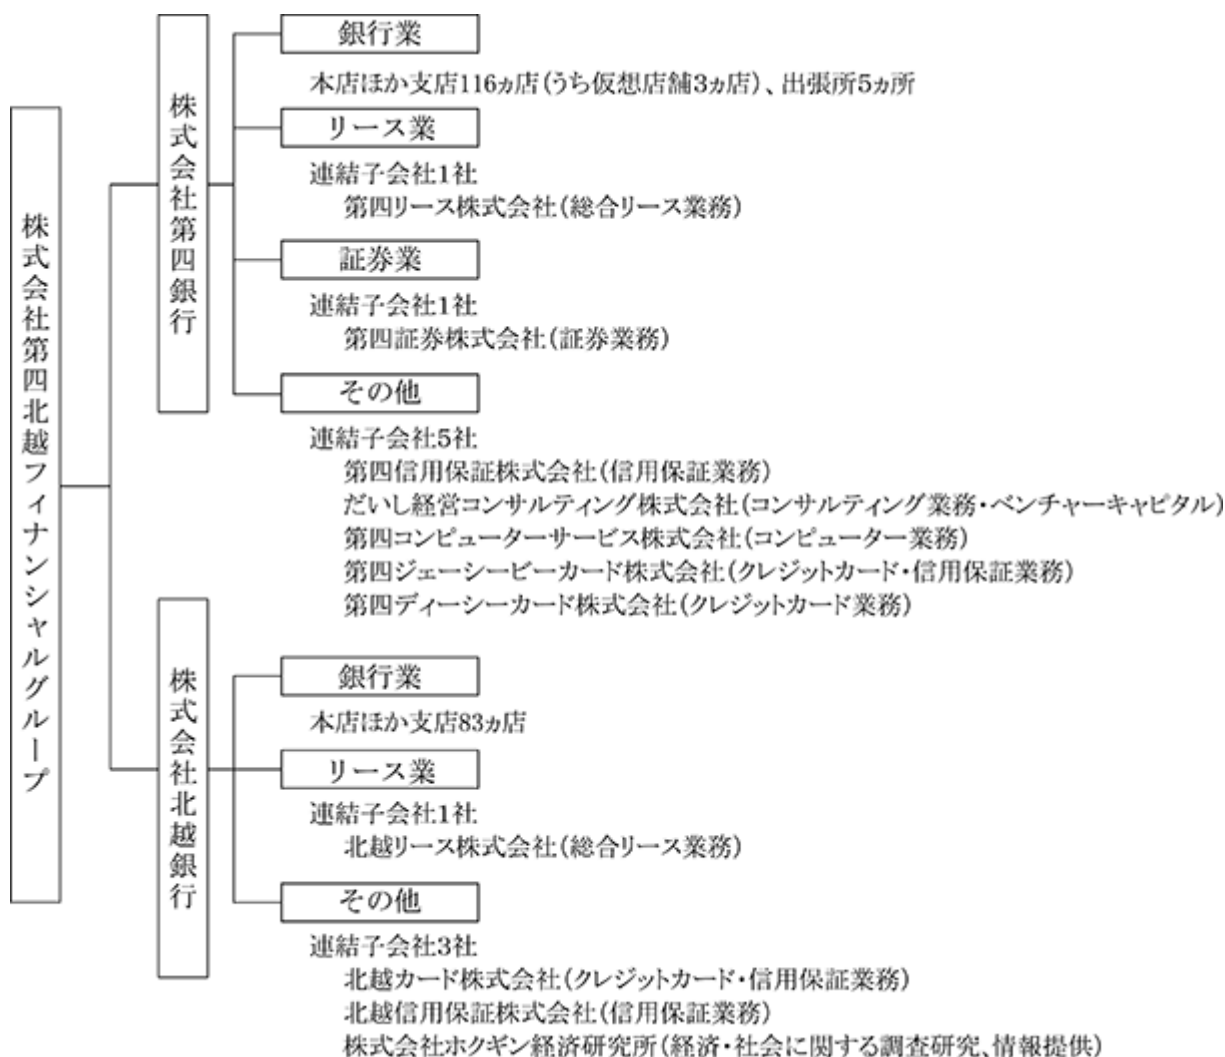 株式会社第四北越フィナンシャルグループ
株式会社第四銀行
銀行業
本店ほか支店116ヵ店(うち仮想店舗3ヵ店)、出張所5ヵ所
リース業
連結子会社1社
第四リース株式会社(総合リース業務)
証券業
連結子会社1社
第四証券株式会社(証券業務)
その他
連結子会社5社
第四信用保証株式会社(信用保証業務)
だいし経営コンサルティング株式会社(コンサルティング業務・ベンチャーキャピタル)
第四コンピューターサービス株式会社(コンピューター業務)
第四ジェーシービーカード株式会社(クレジットカード・信用保証業務)
第四ディーシーカード株式会社(クレジットカード業務)
株式会社北越銀行
銀行業
本店ほか支店83ヵ店
リース業
連結子会社1社
北越リース株式会社(総合リース業務)
その他
連結子会社3社
北越カード株式会社(クレジットカード・信用保証業務)
北越信用保証株式会社(信用保証業務)
株式会社ホクギン経済研究所(経済・社会に関する調査研究、情報提供)